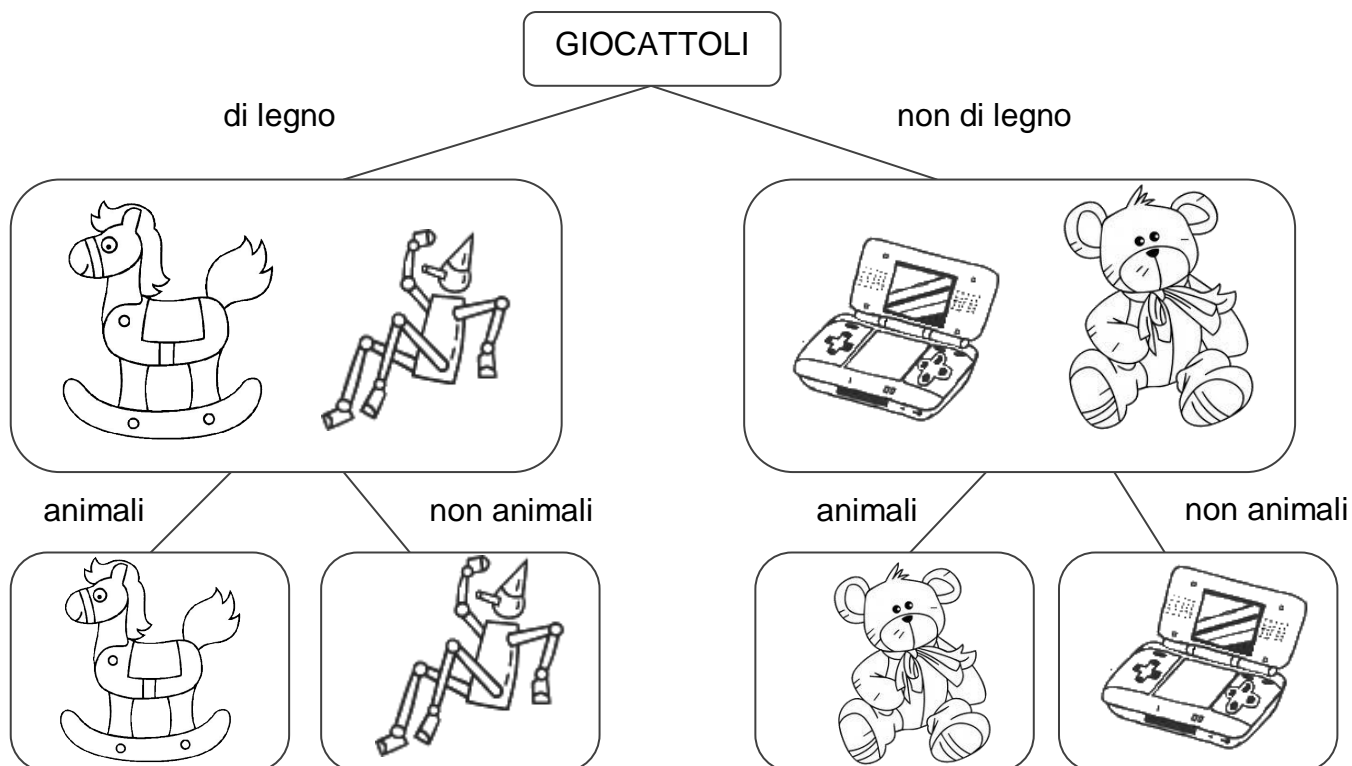 GIOCATTOLI
di legno
non di legno
animali
non animali
animali
non animali